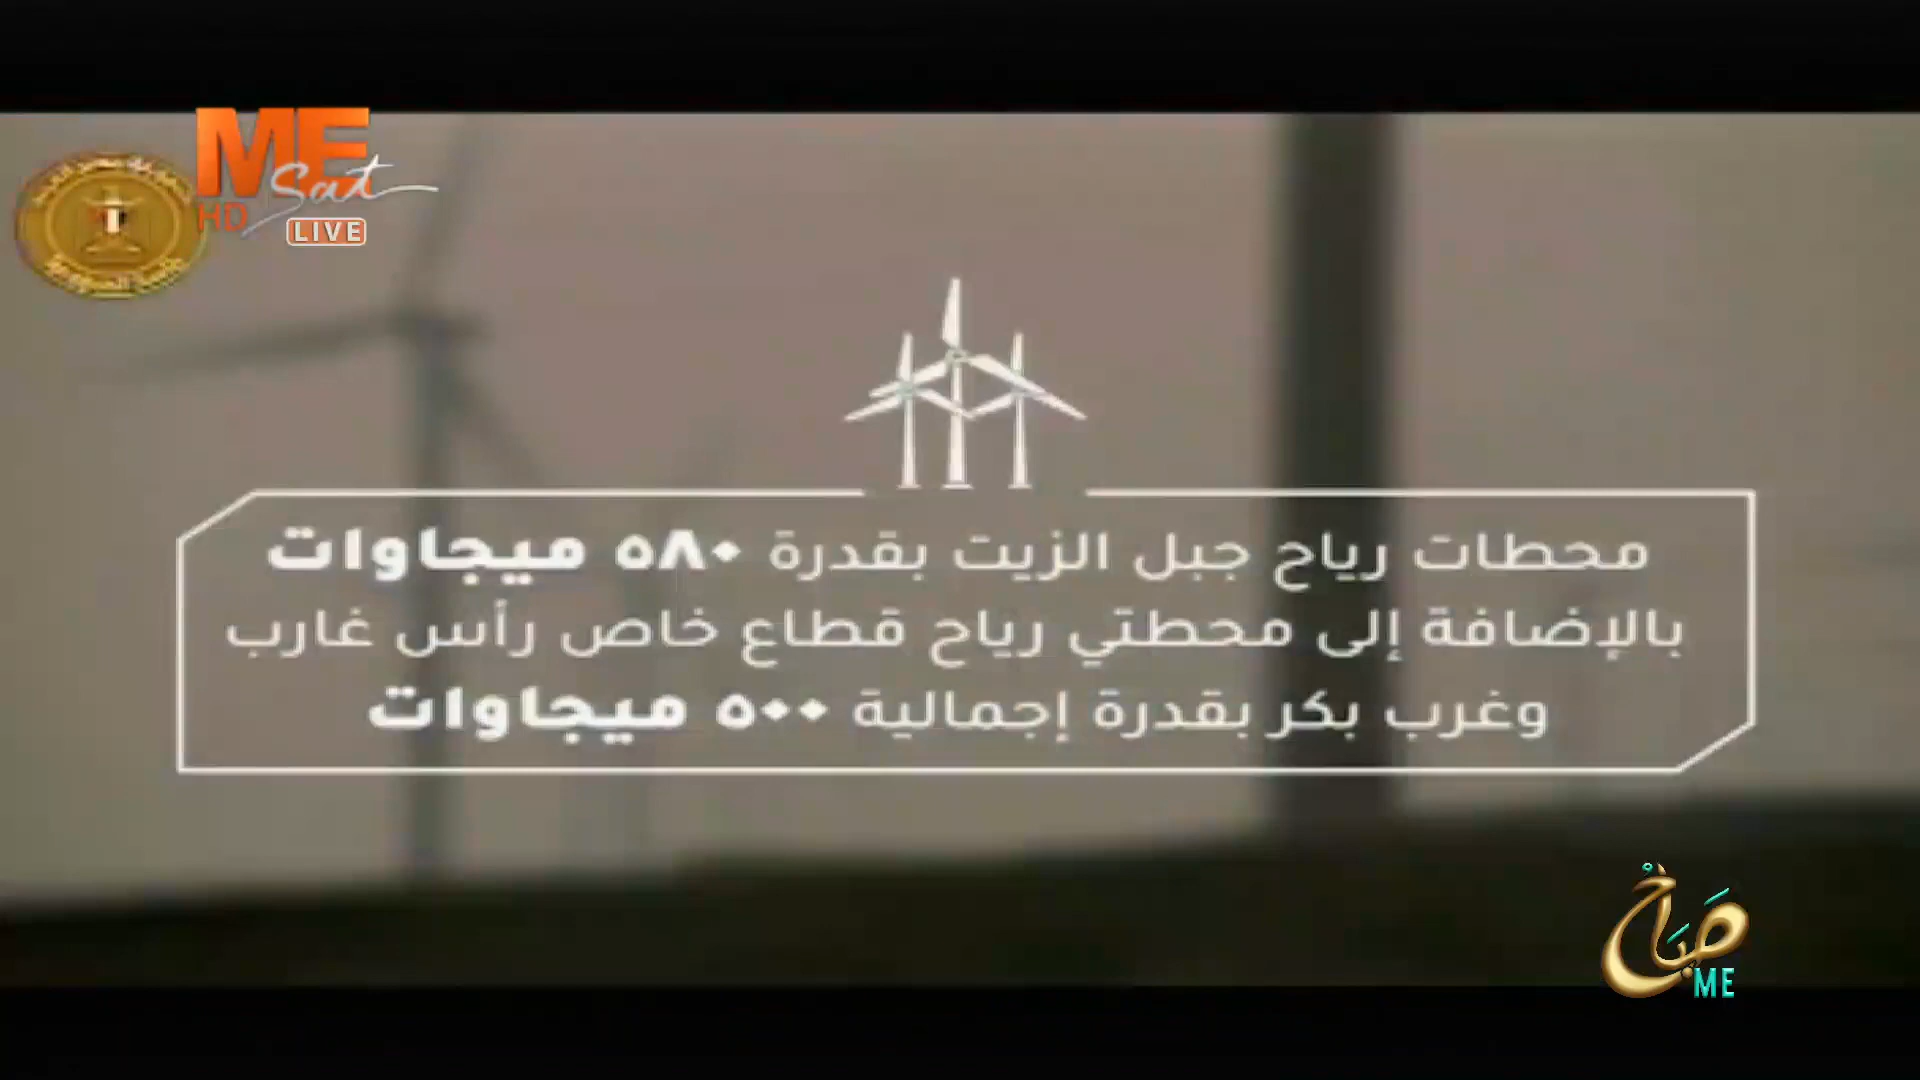 ME
Sat
HD
LIVE
محطات رياح جبل الزيت بقدرة ٥٨٠ ميجاوات
بالإضافة إلى محطتي رياح قطاع خاص رأس غارب
وغرب بكر بقدرة إجمالية ٥٠٠ ميجاوات
صباح
ME